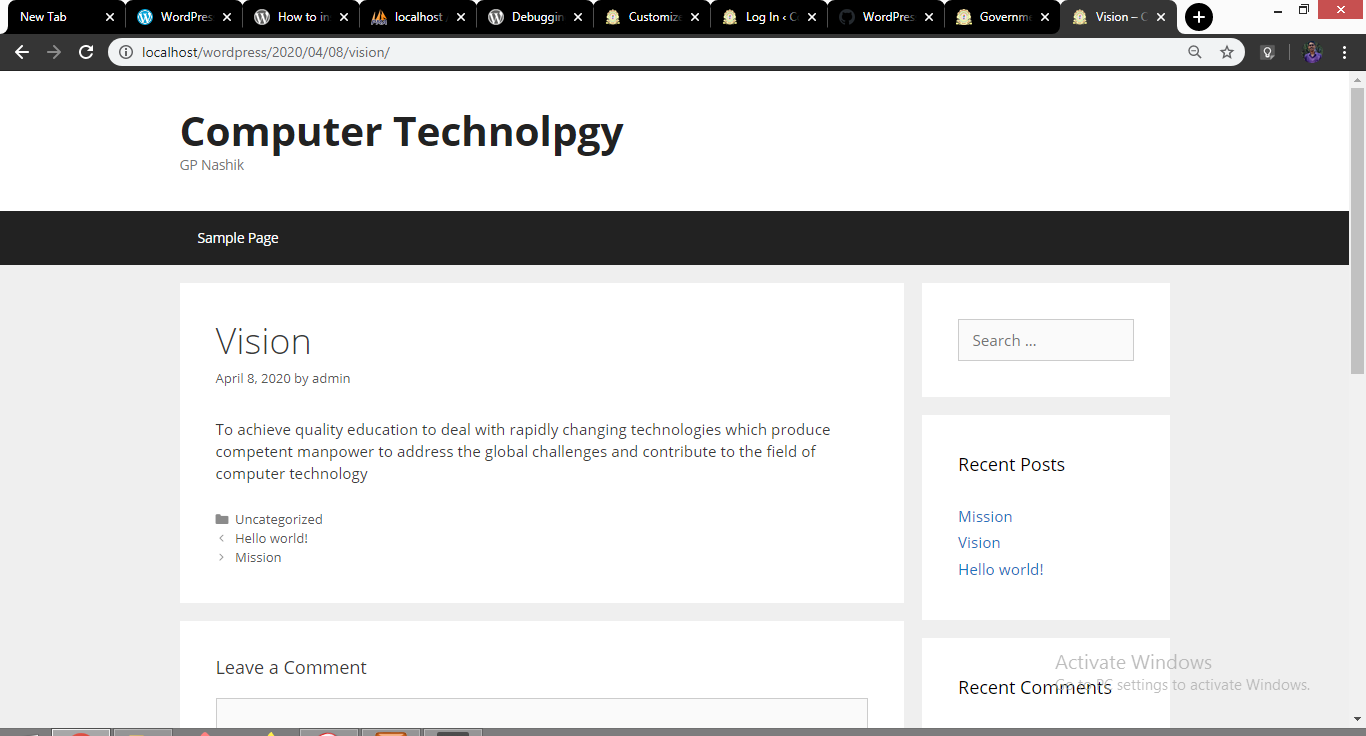 New Tab
WordPres
How to in
localhost
Debuggin
Customize
Log In ‹ C
WordPres
Governme
Vision – C
localhost/wordpress/2020/04/08/vision/
Computer Technolpgy
GP Nashik
Sample Page
Vision
April 8, 2020 by admin
To achieve quality education to deal with rapidly changing technologies which produce
competent manpower to address the global challenges and contribute to the field of
computer technology
Uncategorized
Hello world!
Mission
Leave a Comment
Search …
Recent Posts
Mission
Vision
Hello world!
Recent Comments
Activate Windows
Go to PC settings to activate Windows.